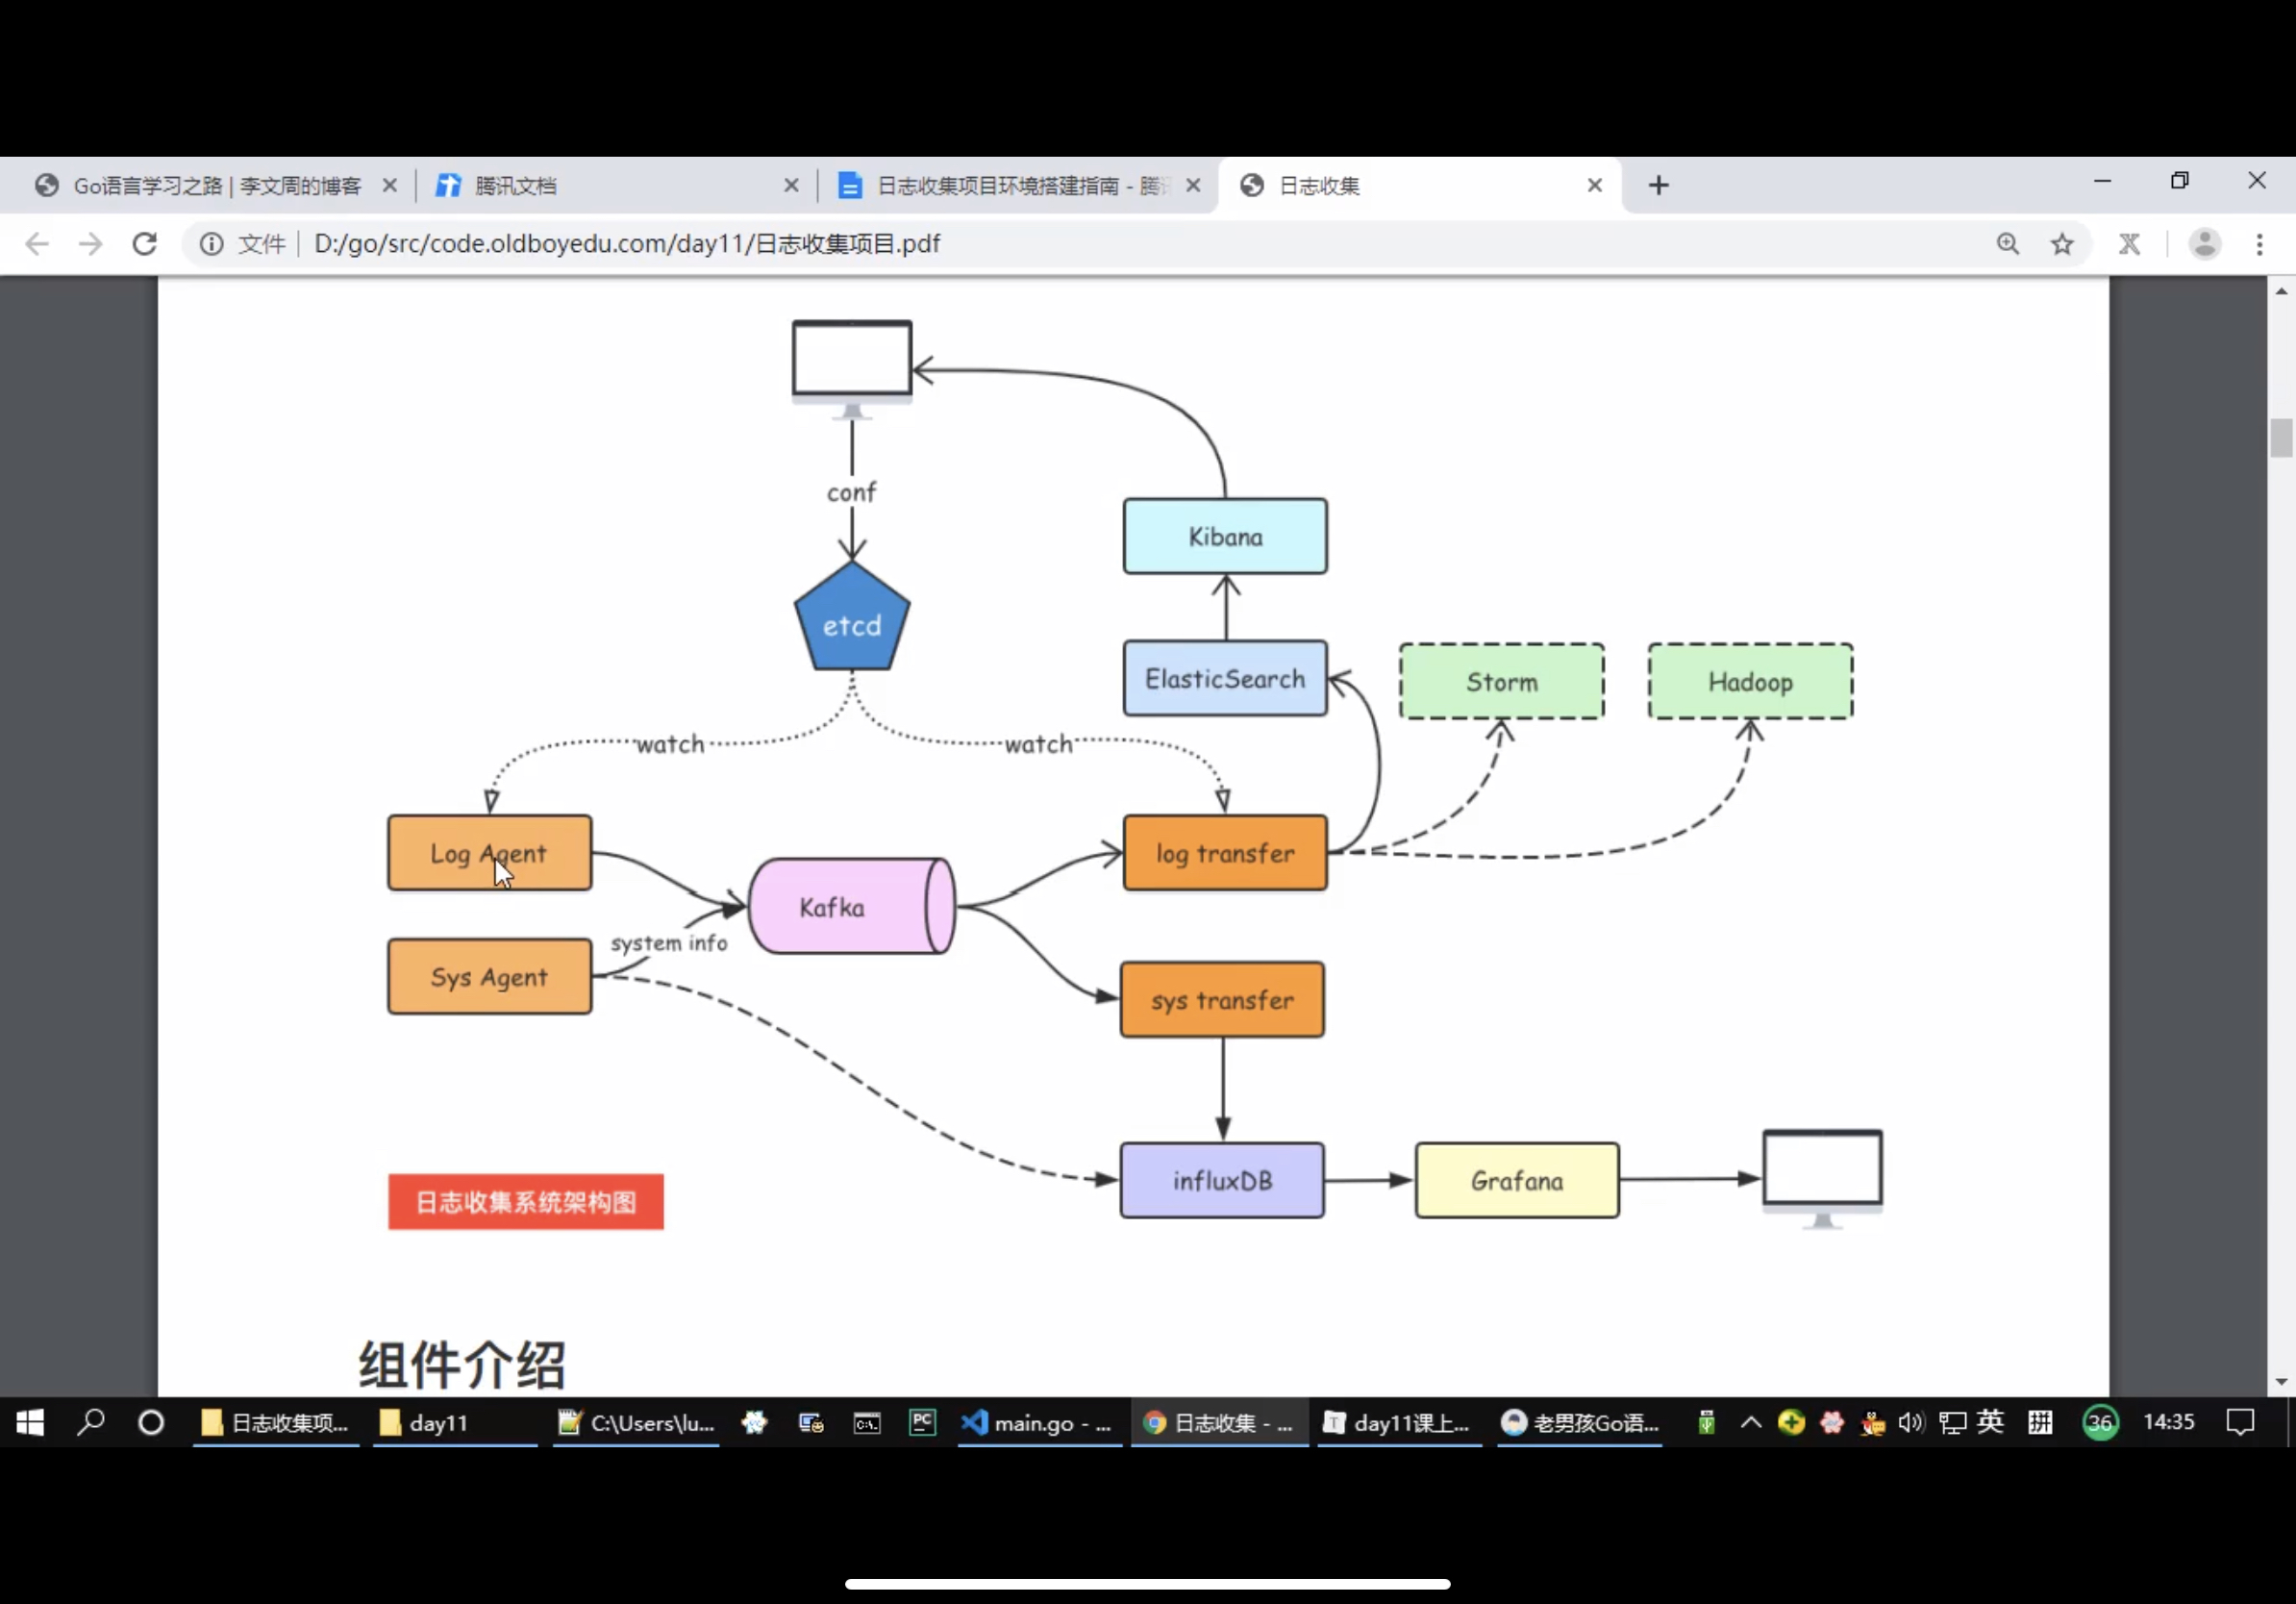 Go语言学习之路 | 李文周的博客
腾讯文档
日志收集项目环境搭建指南 - 腾
日志收集
文件
D:/go/src/code.oldboyedu.com/day11/日志收集项目.pdf
conf
Kibana
etcd
ElasticSearch
Storm
Hadoop
watch
watch
Log Agent
log transfer
Kafka
system info
Sys Agent
sys transfer
influxDB
Grafana
日志收集系统架构图
组件介绍
日志收集项...
day11
C:\Users\lu...
PC
main.go - ...
日志收集 - ...
day11课上...
老男孩Go语...
英
拼
36
14:35